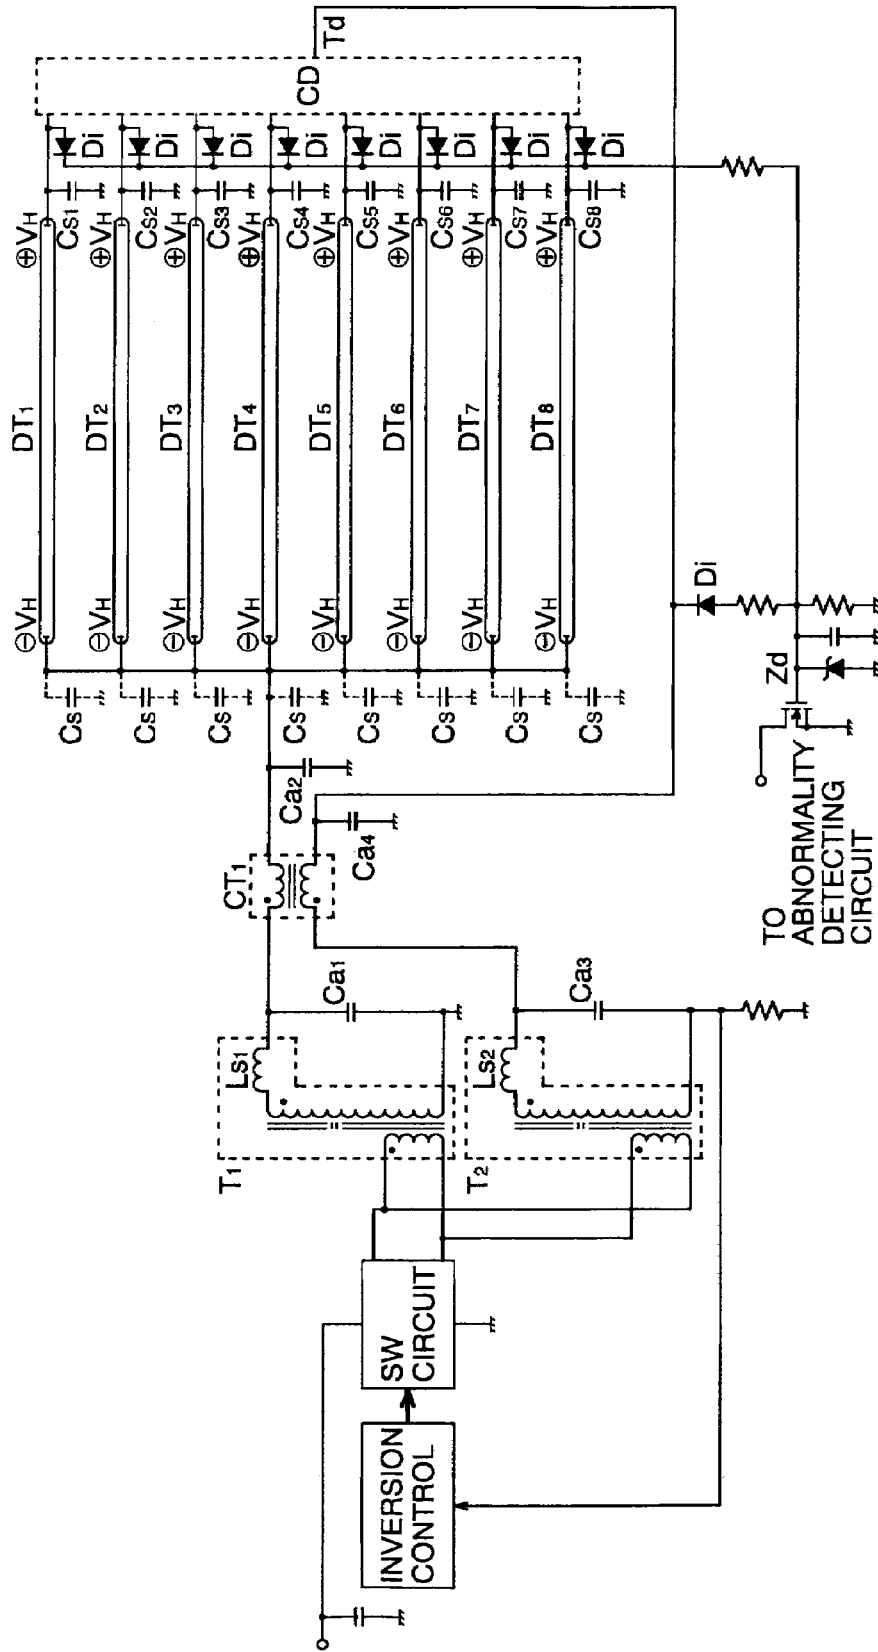 INVERSION
CONTROL
SW
CIRCUIT
T1
LS1
Ca1
T2
LS2
Ca3
CT1
Ca2
Ca4
Cs
Cs
Cs
Cs
Cs
Cs
Cs
Cs
⊖VH DT1 ⊕VH
⊖VH DT2 ⊕VH
⊖VH DT3 ⊕VH
⊖VH DT4 ⊕VH
⊖VH DT5 ⊕VH
⊖VH DT6 ⊕VH
⊖VH DT7 ⊕VH
⊖VH DT8 ⊕VH
CS1 Di
CS2 Di
CS3 Di
CS4 Di
CS5 Di
CS6 Di
CS7 Di
CS8 Di
CD
Td
Di
Zd
TO
ABNORMALITY
DETECTING
CIRCUIT